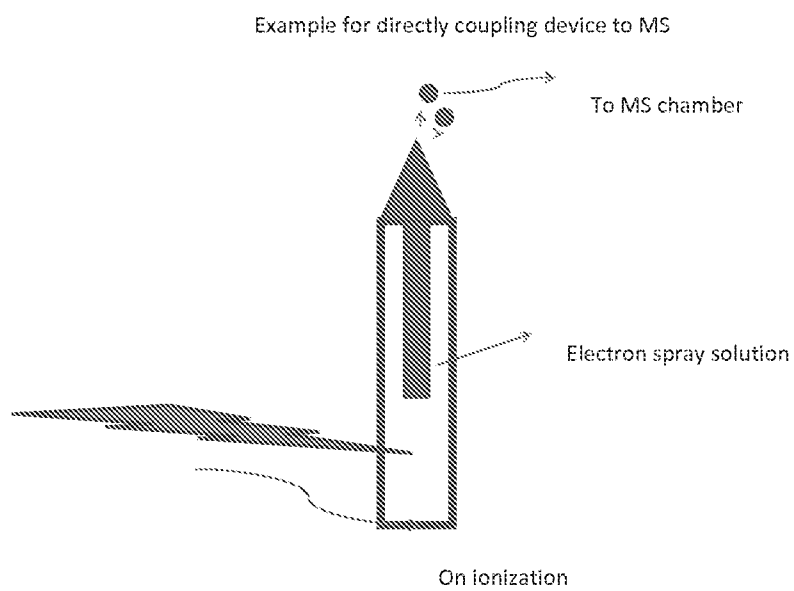 Example for directly coupling device to MS
To MS chamber
Electron spray solution
On ionization